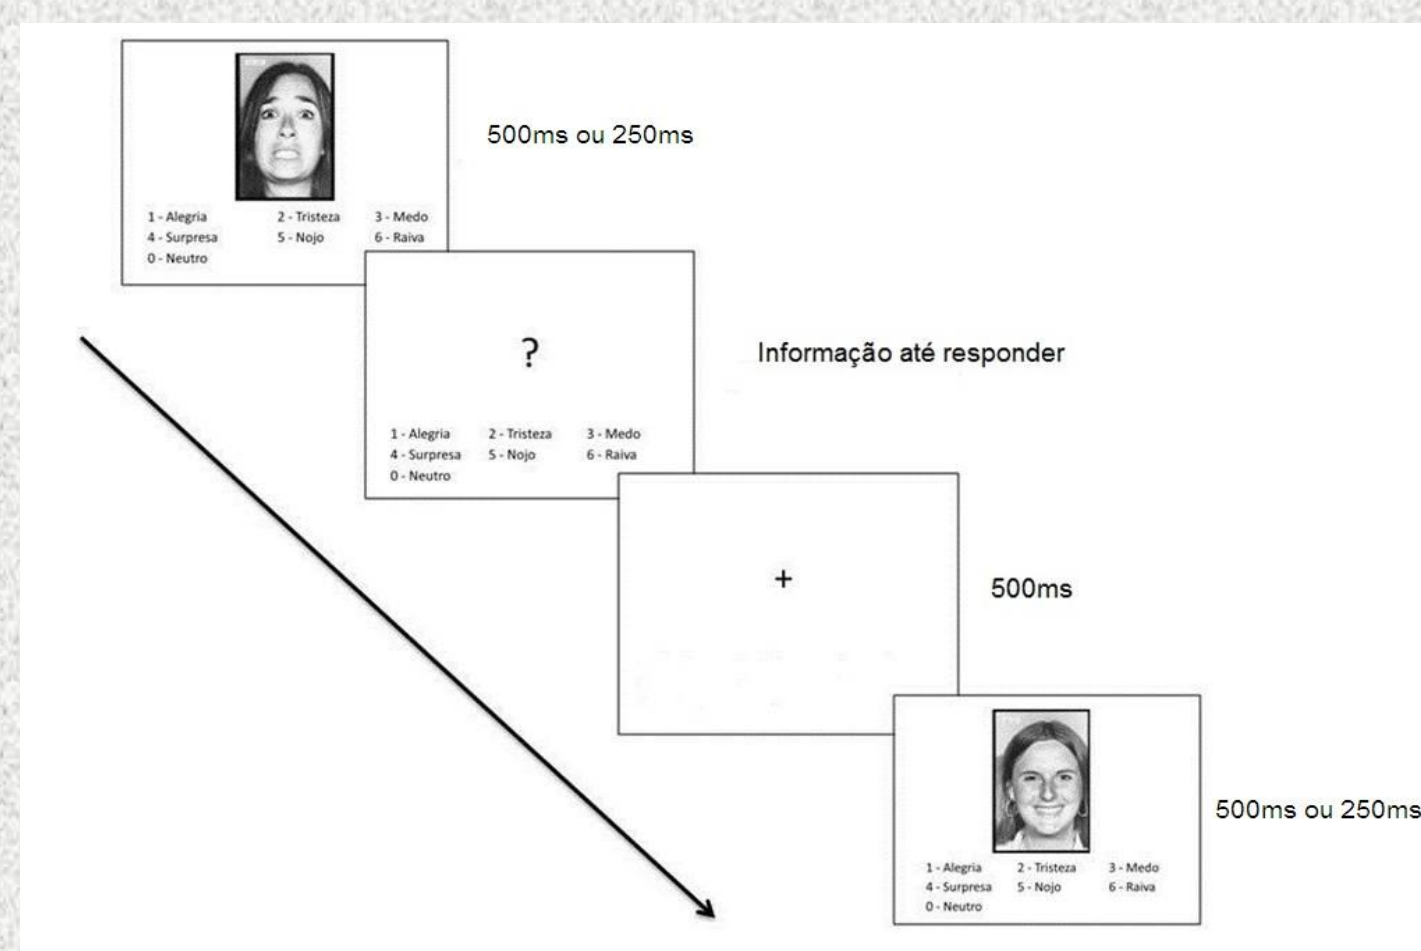 500ms ou 250ms
1 - Alegria 2 - Tristeza 3 - Medo
4 - Surpresa 5 - Nojo 6 - Raiva
0 - Neutro
?
Informação até responder
1 - Alegria 2 - Tristeza 3 - Medo
4 - Surpresa 5 - Nojo 6 - Raiva
0 - Neutro
+
500ms
500ms ou 250ms
1 - Alegria 2 - Tristeza 3 - Medo
4 - Surpresa 5 - Nojo 6 - Raiva
0 - Neutro